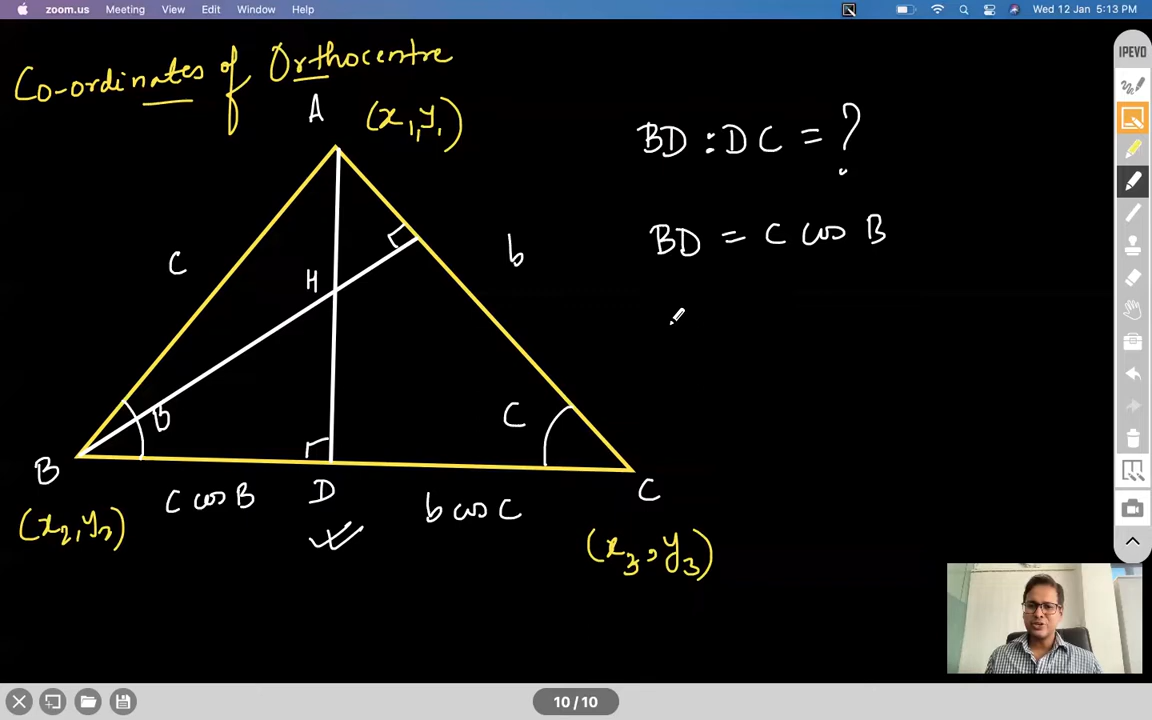 zoom.us Meeting View Edit Window Help Wed 12 Jan 5:13 PM
IPEVO
Co-ordinates of Orthocentre
A (x₁,y₁)
BD : DC = ?
BD = c cos B
c
b
H
B
C
B
c cos B
D
b cos C
C
(x₂,y₂)
(x₃,y₃)
10/10